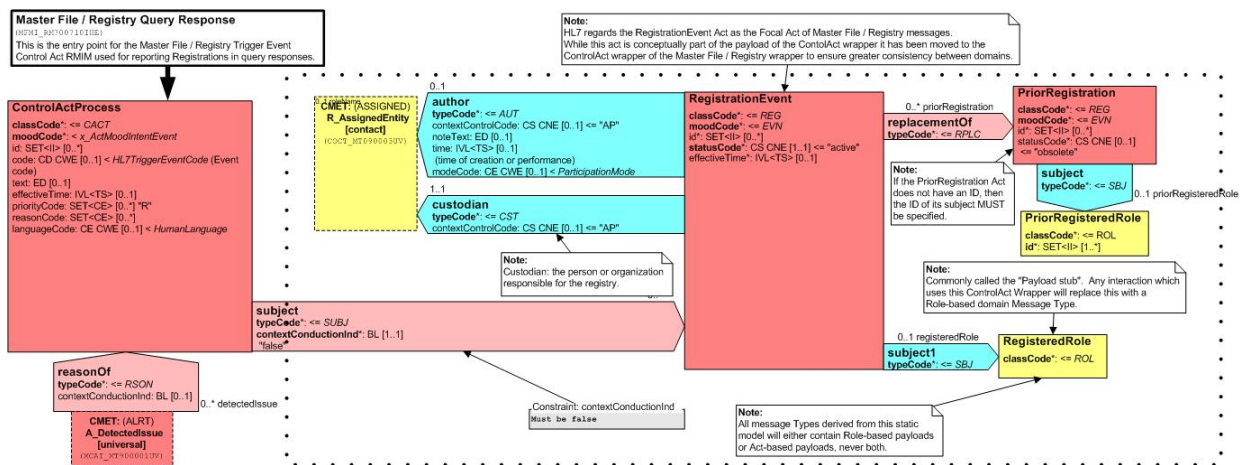 Master File / Registry Query Response
(MFMI_RM700710IUE)
This is the entry point for the Master File / Registry Trigger Event
Control Act RMIM used for reporting Registrations in query responses.
Note:
HL7 regards the RegistrationEvent Act as the Focal Act of Master File / Registry messages.
While this act is conceptually part of the payload of the ContolAct wrapper it has been moved to the
ControlAct wrapper of the Master File / Registry wrapper to ensure greater consistency between domains.
ControlActProcess
classCode*: <= CACT
moodCode*: < x_ActMoodIntentEvent
id: SET<II> [0..*]
code: CD CWE [0..1] < HL7TriggerEventCode (Event
code)
text: ED [0..1]
effectiveTime: IVL<TS> [0..1]
priorityCode: SET<CE> [0..*] "R"
reasonCode: SET<CE> [0..*]
languageCode: CE CWE [0..1] < HumanLanguage
CMET: (ASSIGNED)
R_AssignedEntity
[contact]
(COCT_MT090003UV)
0..1
author
typeCode*: <= AUT
contextControlCode: CS CNE [0..1] <= "AP"
noteText: ED [0..1]
time: IVL<TS> [0..1]
(time of creation or performance)
modeCode: CE CWE [0..1] < ParticipationMode
1..1
custodian
typeCode*: <= CST
contextControlCode: CS CNE [0..1] <= "AP"
Note:
Custodian: the person or organization
responsible for the registry.
RegistrationEvent
classCode*: <= REG
moodCode*: <= EVN
id*: SET<II> [0..*]
statusCode*: CS CNE [1..1] <= "active"
effectiveTime*: IVL<TS> [0..1]
0..* priorRegistration
replacementOf
typeCode*: <= RPLC
Note:
If the PriorRegistration Act
does not have an ID, then
the ID of its subject MUST
be specified.
PriorRegistration
classCode*: <= REG
moodCode*: <= EVN
id*: SET<II> [0..*]
statusCode*: CS CNE [0..1]
<= "obsolete"
subject
typeCode*: <= SBJ
0..1 priorRegisteredRole
PriorRegisteredRole
classCode*: <= ROL
id*: SET<II> [1..*]
Note:
Commonly called the "Payload stub". Any interaction which
uses this ControlAct Wrapper will replace this with a
Role-based domain Message Type.
subject
typeCode*: <= SUBJ
contextConductionInd*: BL [1..1]
"false"
0..1 registeredRole
subject1
typeCode*: <= SBJ
RegisteredRole
classCode*: <= ROL
reasonOf
typeCode*: <= RSON
contextConductionInd: BL [0..1]
0..* detectedIssue
CMET: (ALRT)
A_DetectedIssue
[universal]
(MCAI_MT900001UV)
Constraint: contextConductionInd
Must be false
Note:
All message Types derived from this static
model will either contain Role-based payloads
or Act-based payloads, never both.